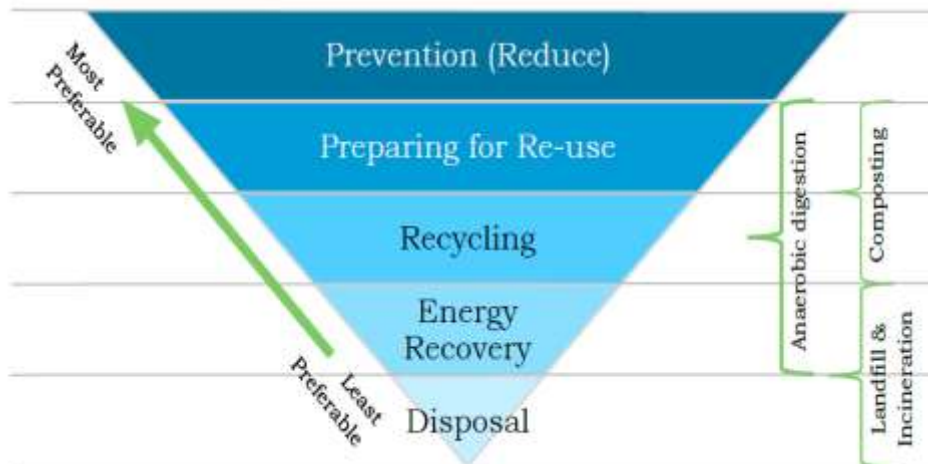 Prevention (Reduce)
Most
Preferable
Preparing for Re-use
Recycling
Energy
Recovery
Least
Preferable
Disposal
Anaerobic digestion
Composting
Landfill &
Incineration